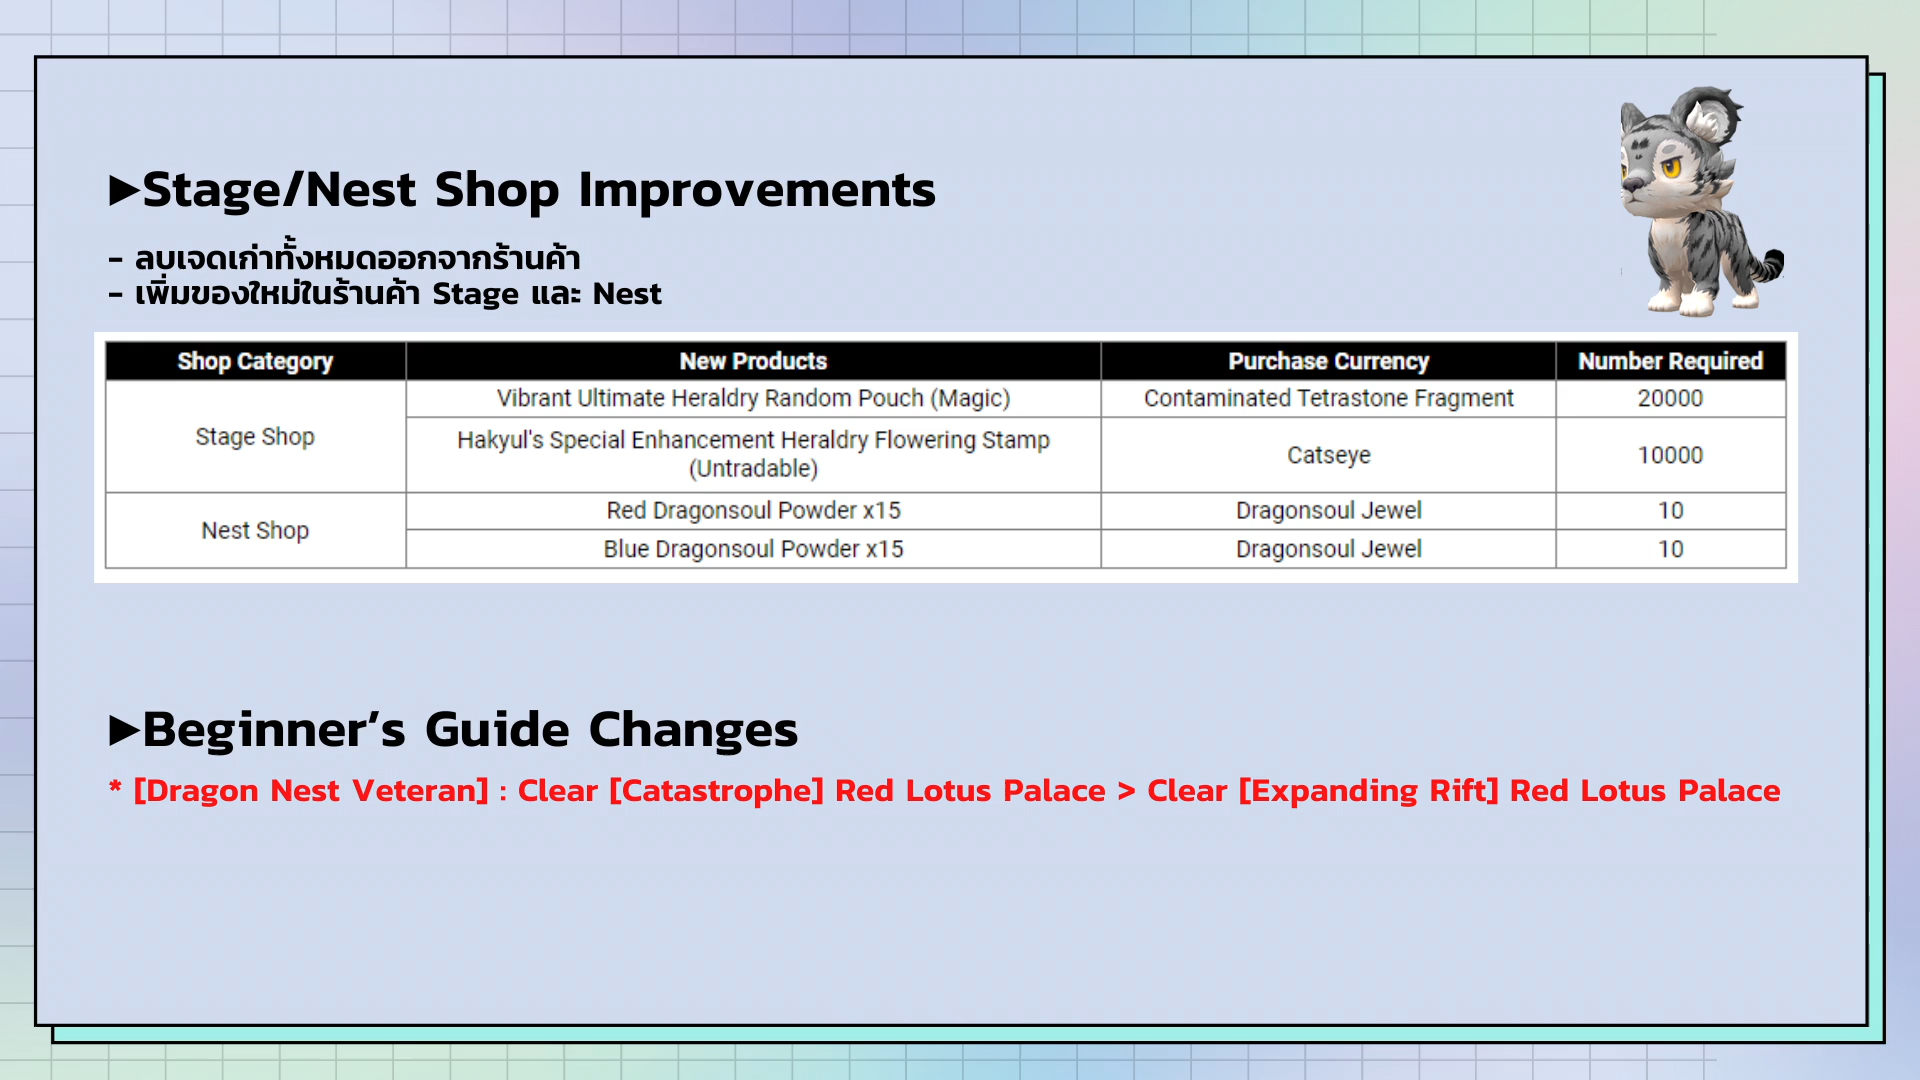 ►Stage/Nest Shop Improvements
- ลบเจดเก่าทั้งหมดออกจากร้านค้า
- เพิ่มของใหม่ในร้านค้า Stage และ Nest
Shop Category New Products Purchase Currency Number Required
Stage Shop
Vibrant Ultimate Heraldry Random Pouch (Magic) Contaminated Tetrastone Fragment 20000
Hakyul's Special Enhancement Heraldry Flowering Stamp
(Untradable) Catseye 10000
Nest Shop
Red Dragonsoul Powder x15 Dragonsoul Jewel 10
Blue Dragonsoul Powder x15 Dragonsoul Jewel 10
►Beginner’s Guide Changes
* [Dragon Nest Veteran] : Clear [Catastrophe] Red Lotus Palace > Clear [Expanding Rift] Red Lotus Palace